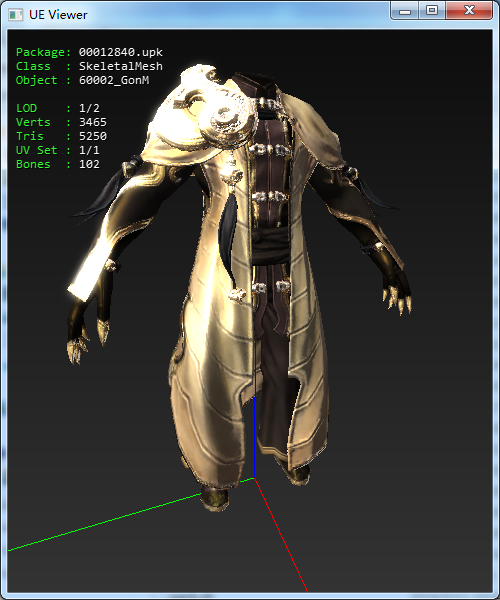 UE Viewer
Package: 00012840.upk
Class  : SkeletalMesh
Object : 60002_GonM
LOD    : 1/2
Verts  : 3465
Tris   : 5250
UV Set : 1/1
Bones  : 102